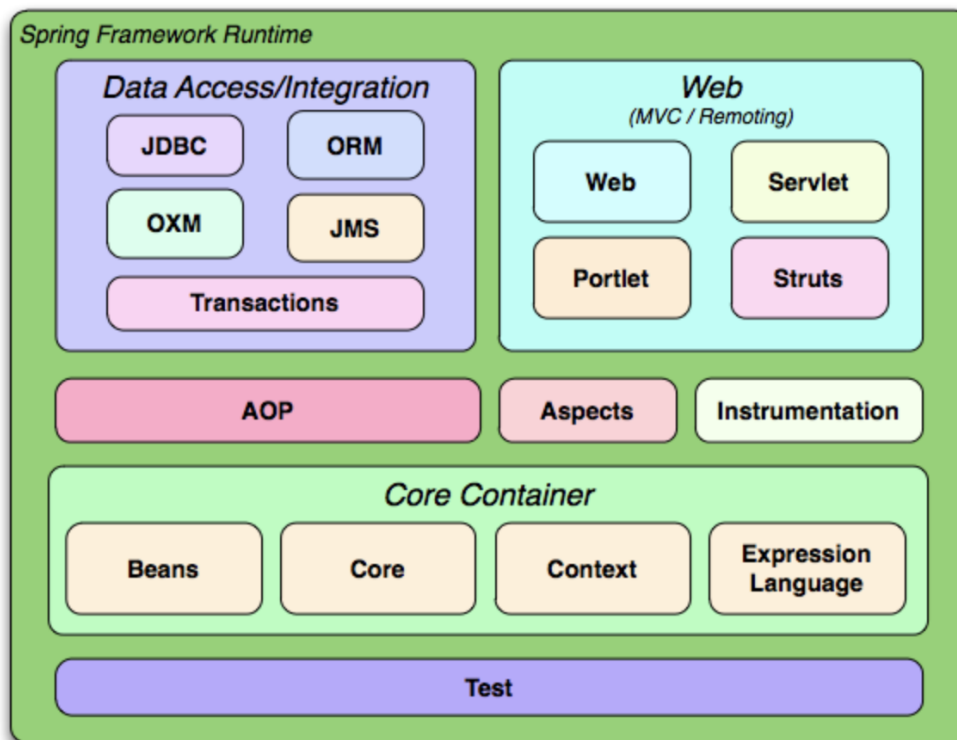 Spring Framework Runtime
Data Access/Integration
JDBC
ORM
OXM
JMS
Transactions
Web
(MVC / Remoting)
Web
Servlet
Portlet
Struts
AOP
Aspects
Instrumentation
Core Container
Beans
Core
Context
Expression
Language
Test